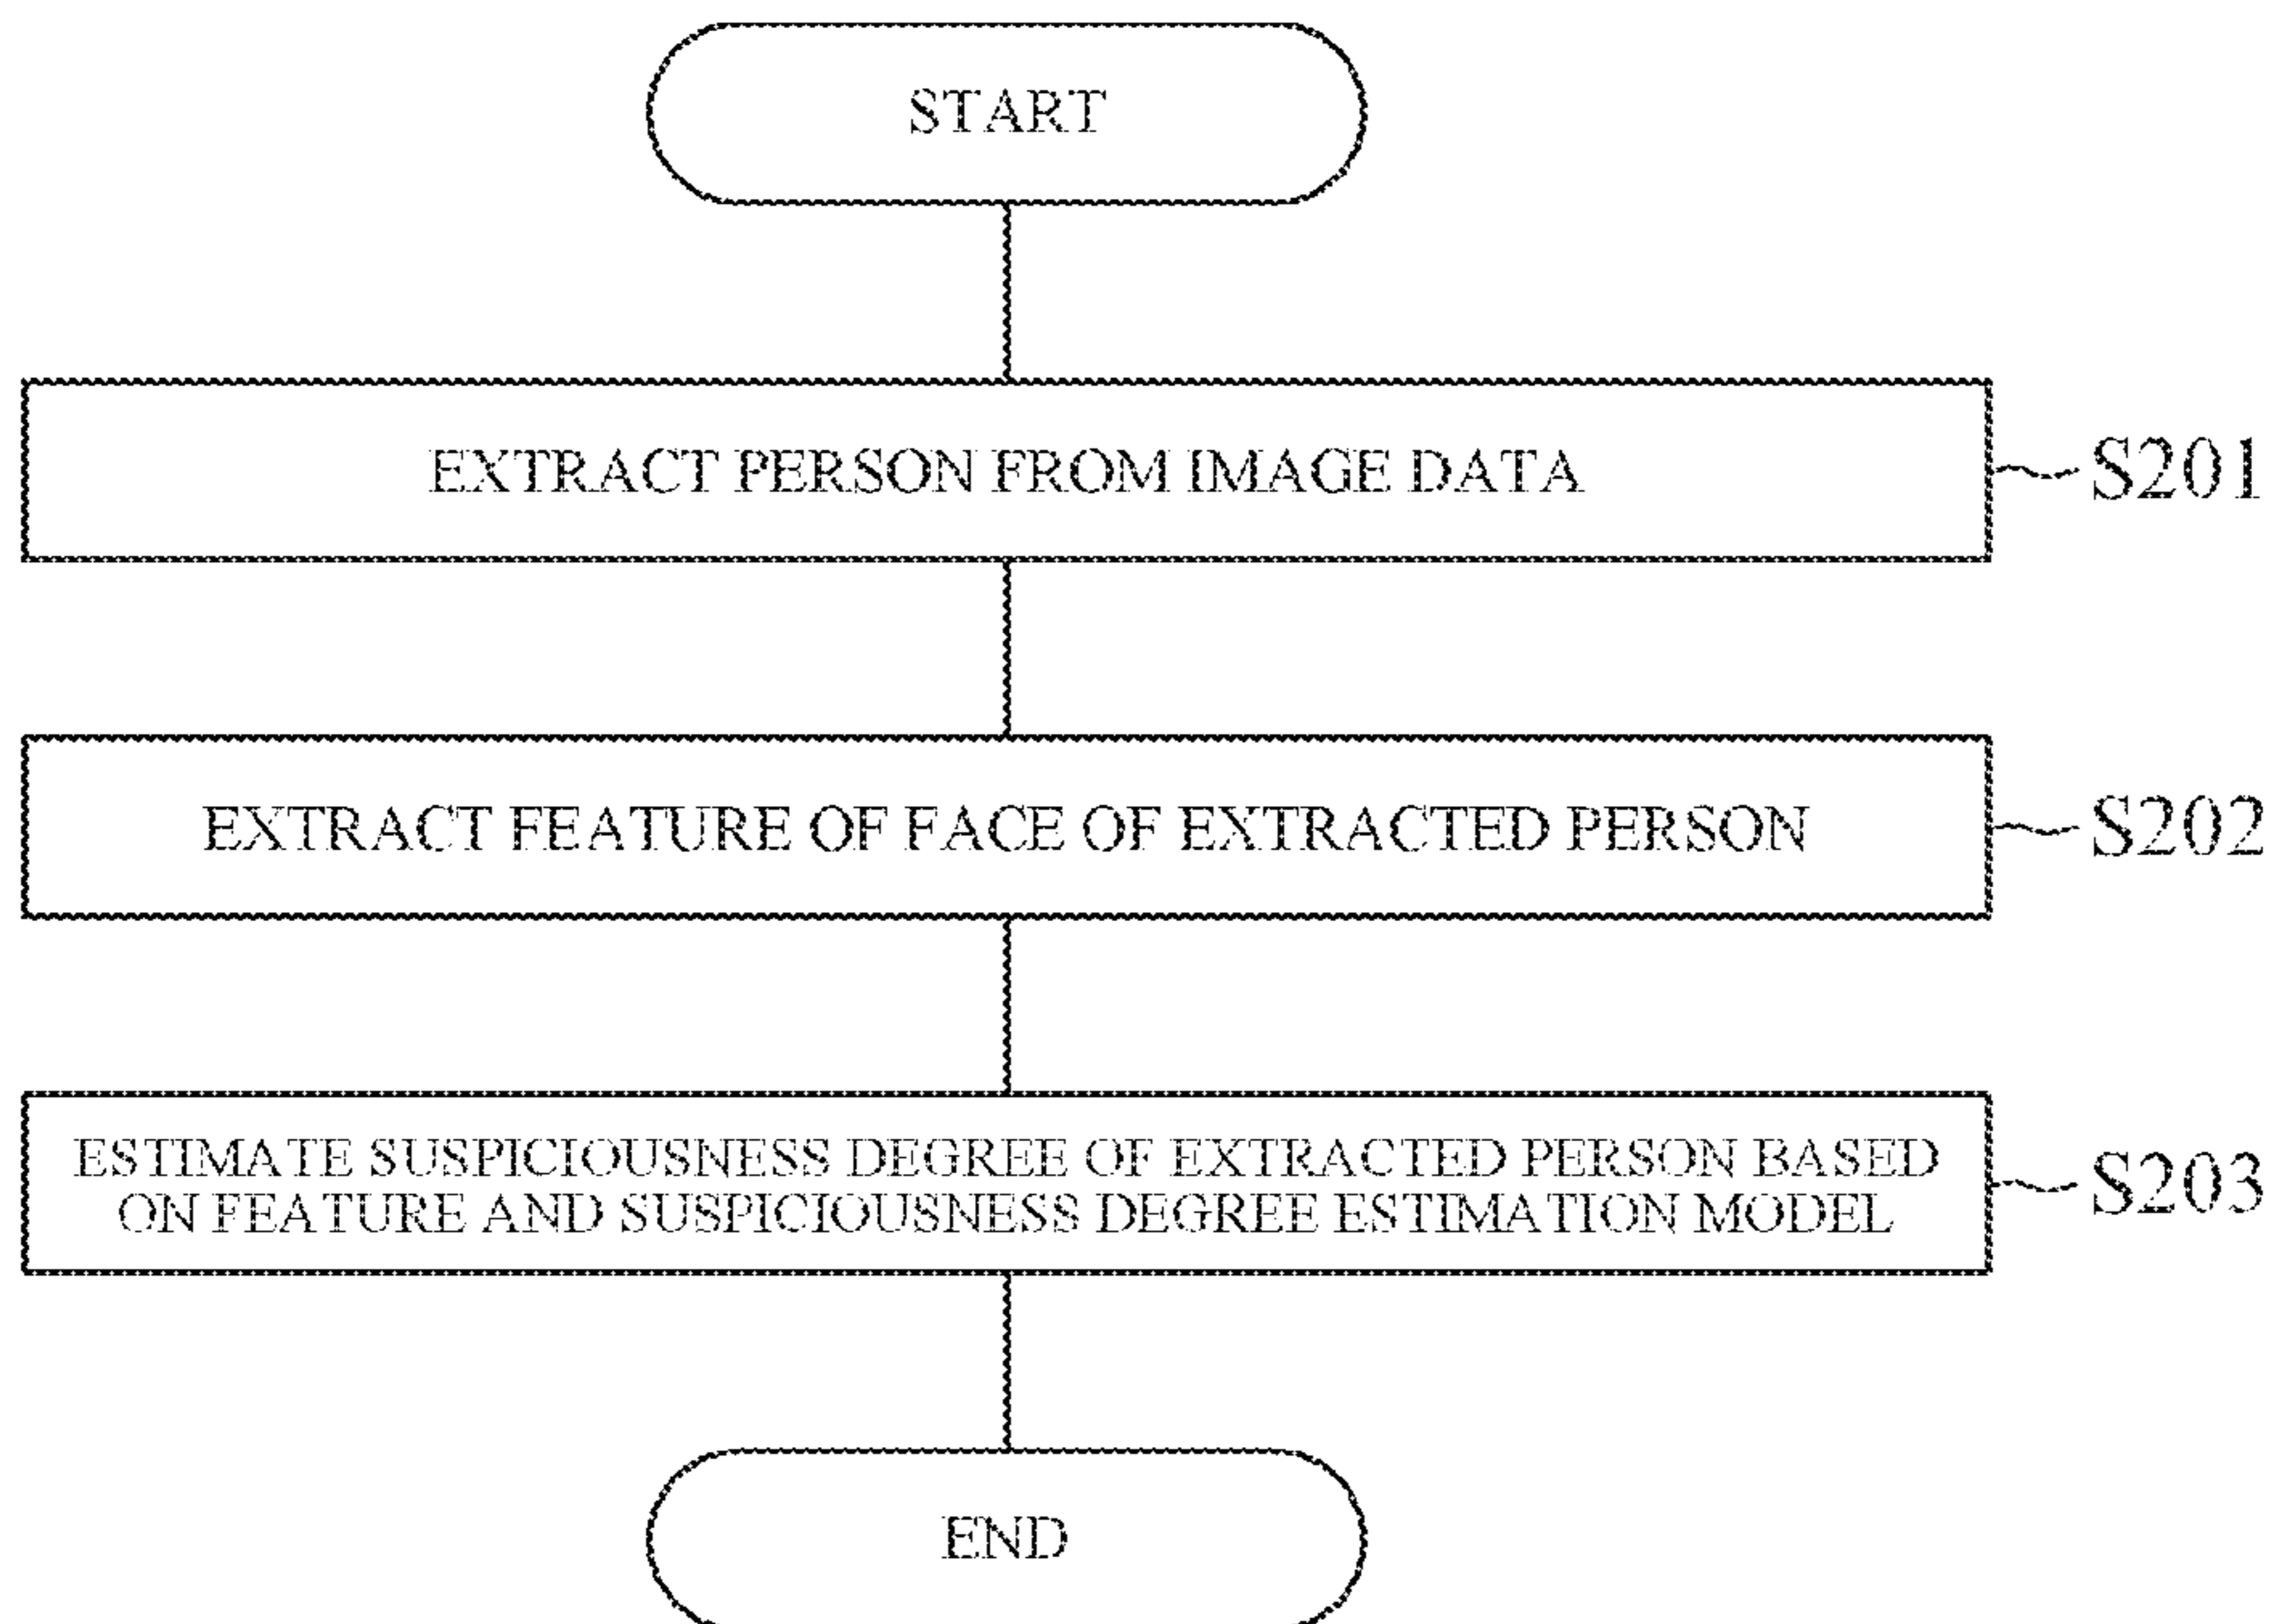 START
EXTRACT PERSON FROM IMAGE DATA
S201
EXTRACT FEATURE OF FACE OF EXTRACTED PERSON
S202
ESTIMATE SUSPICIOUSNESS DEGREE OF EXTRACTED PERSON BASED
ON FEATURE AND SUSPICIOUSNESS DEGREE ESTIMATION MODEL
S203
END